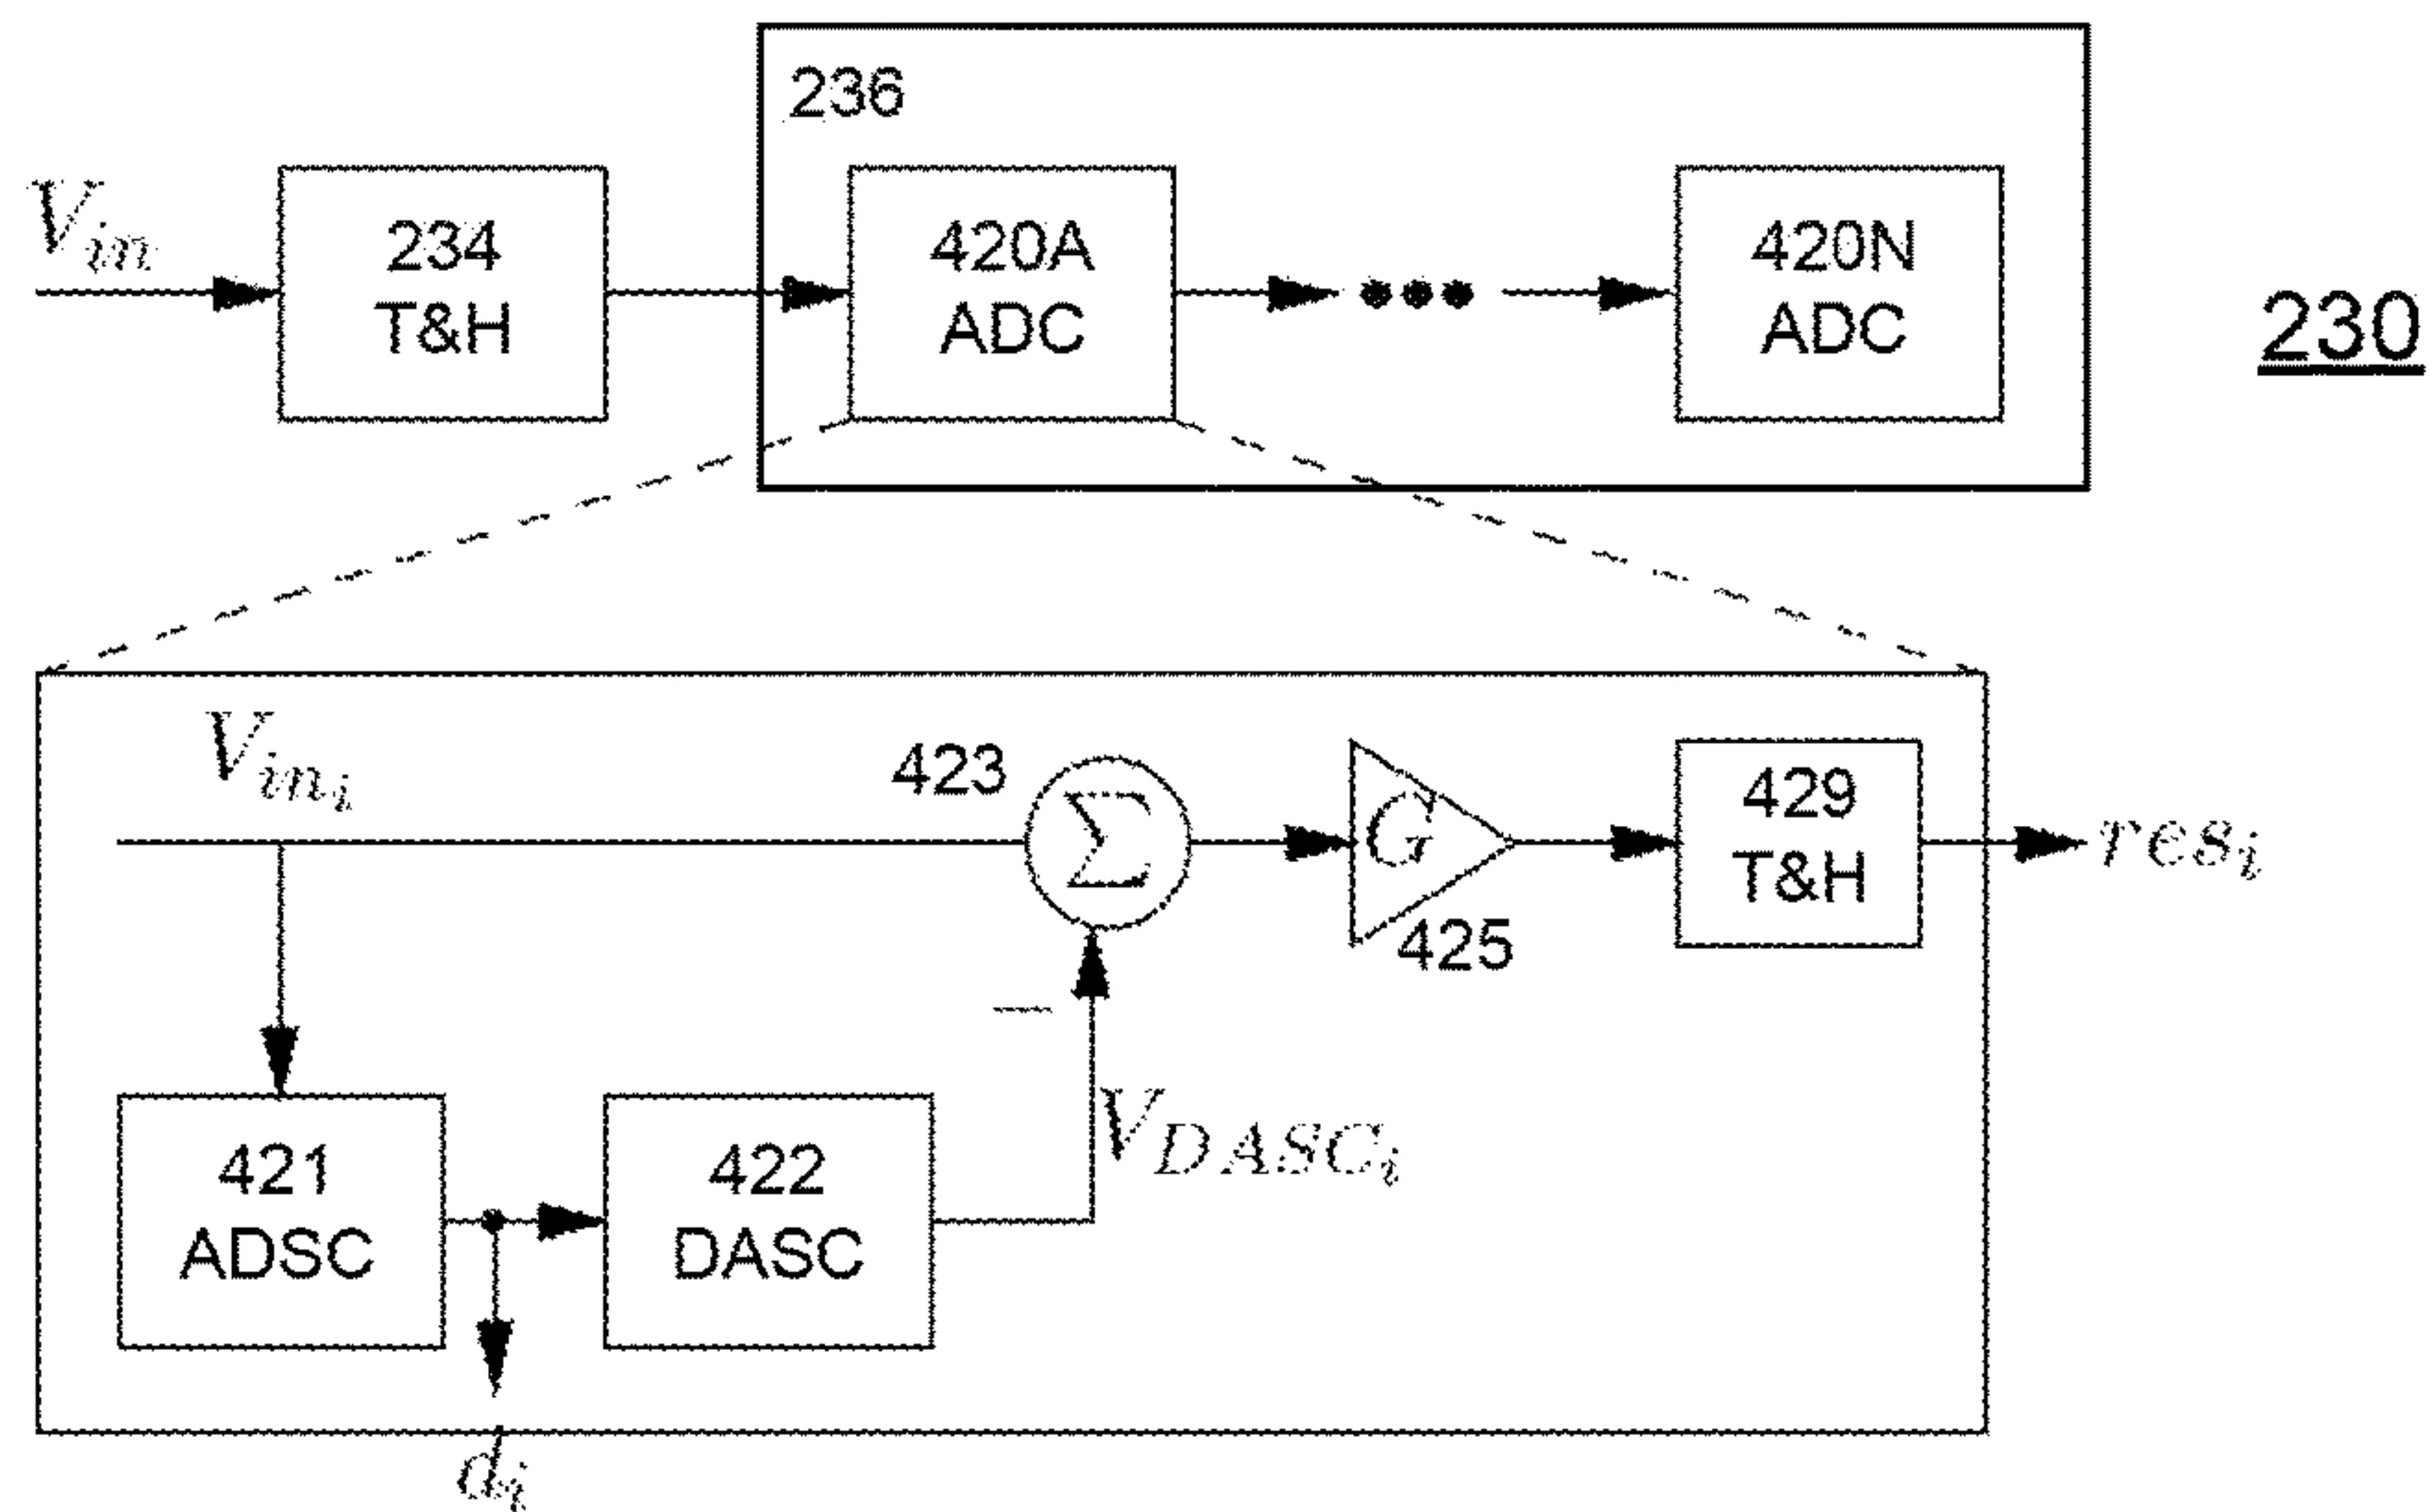 236
V_in
234
T&H
420A
ADC
420N
ADC
230
V_in_i
423
Σ
G
425
429
T&H
res_i
−
V_DASC_i
421
ADSC
422
DASC
d_i